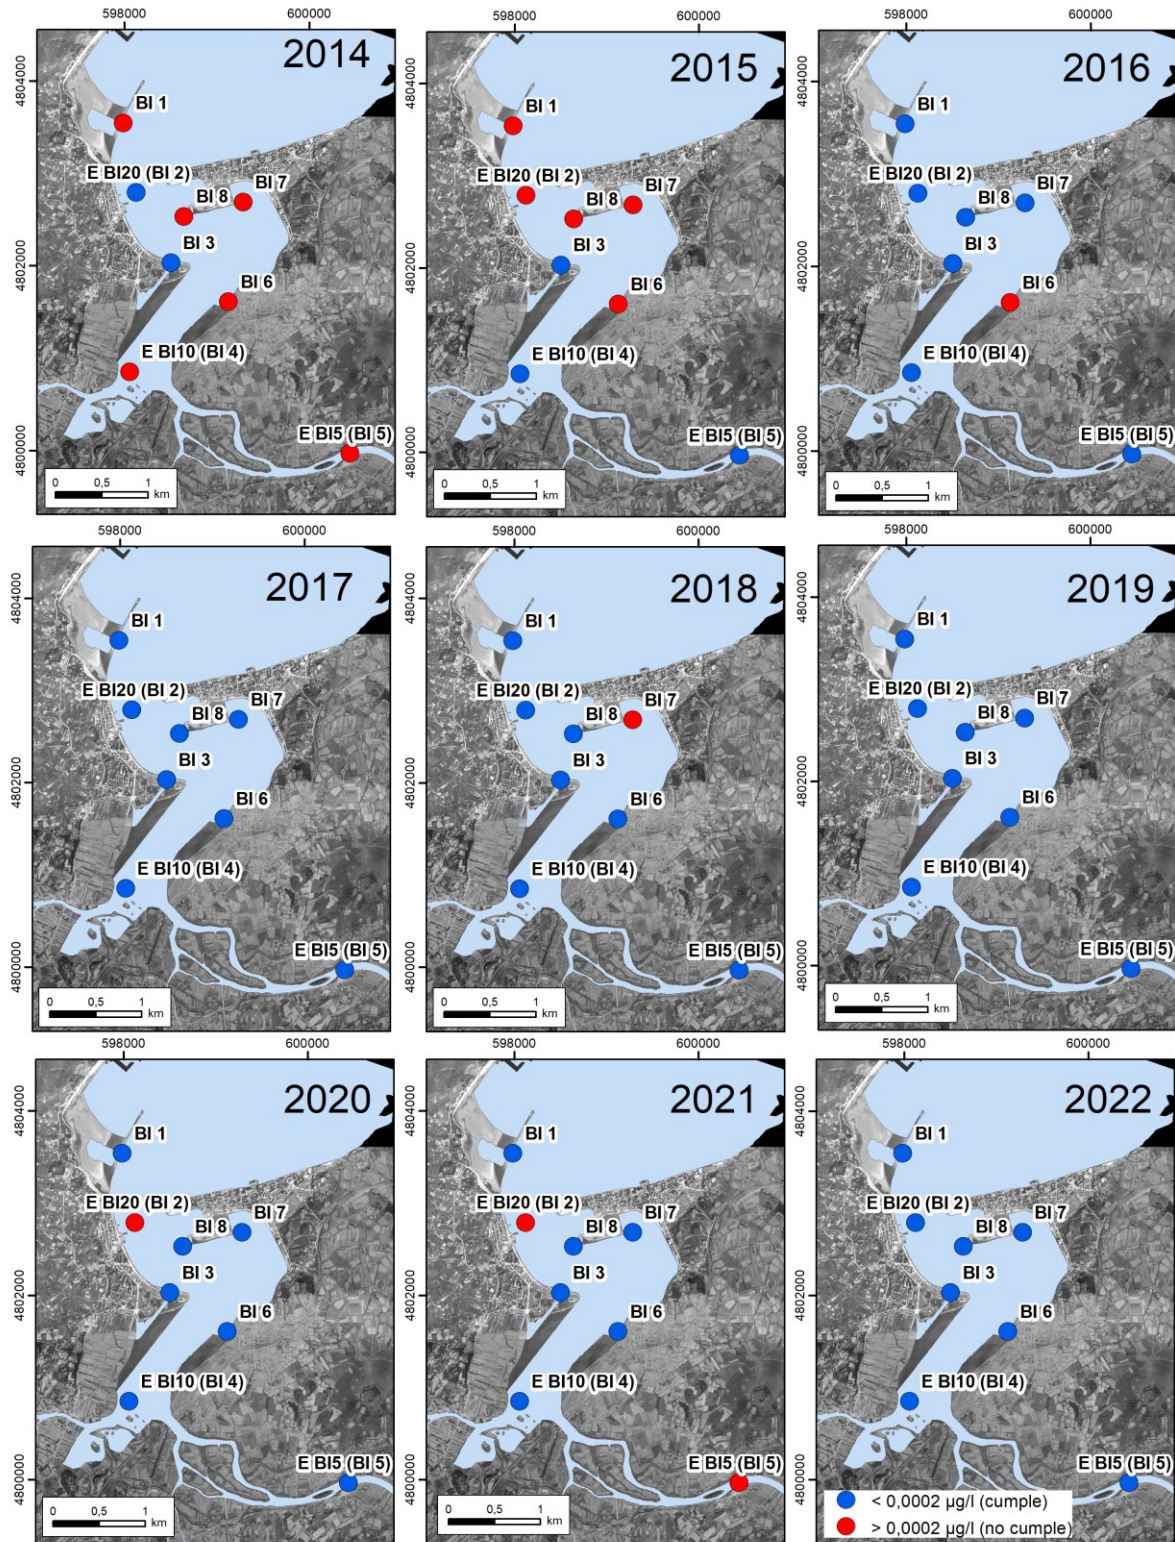 598000 600000
598000 600000
598000 600000
2014
4804000
4802000
4800000
BI 1
E BI20 (BI 2)
BI 7
BI 8
BI 3
BI 6
E BI10 (BI 4)
E BI5 (BI 5)
0 0,5 1
km
2015
4804000
4802000
4800000
BI 1
E BI20 (BI 2)
BI 7
BI 8
BI 3
BI 6
E BI10 (BI 4)
E BI5 (BI 5)
0 0,5 1
km
2016
4804000
4802000
4800000
BI 1
E BI20 (BI 2)
BI 7
BI 8
BI 3
BI 6
E BI10 (BI 4)
E BI5 (BI 5)
0 0,5 1
km
598000 600000
598000 600000
598000 600000
2017
4804000
4802000
4800000
BI 1
E BI20 (BI 2)
BI 7
BI 8
BI 3
BI 6
E BI10 (BI 4)
E BI5 (BI 5)
0 0,5 1
km
2018
4804000
4802000
4800000
BI 1
E BI20 (BI 2)
BI 7
BI 8
BI 3
BI 6
E BI10 (BI 4)
E BI5 (BI 5)
0 0,5 1
km
2019
4804000
4802000
4800000
BI 1
E BI20 (BI 2)
BI 7
BI 8
BI 3
BI 6
E BI10 (BI 4)
E BI5 (BI 5)
0 0,5 1
km
598000 600000
598000 600000
598000 600000
2020
4804000
4802000
4800000
BI 1
E BI20 (BI 2)
BI 7
BI 8
BI 3
BI 6
E BI10 (BI 4)
E BI5 (BI 5)
0 0,5 1
km
2021
4804000
4802000
4800000
BI 1
E BI20 (BI 2)
BI 7
BI 8
BI 3
BI 6
E BI10 (BI 4)
E BI5 (BI 5)
0 0,5 1
km
2022
4804000
4802000
4800000
BI 1
E BI20 (BI 2)
BI 7
BI 8
BI 3
BI 6
E BI10 (BI 4)
E BI5 (BI 5)
< 0,0002 µg/l (cumple)
> 0,0002 µg/l (no cumple)